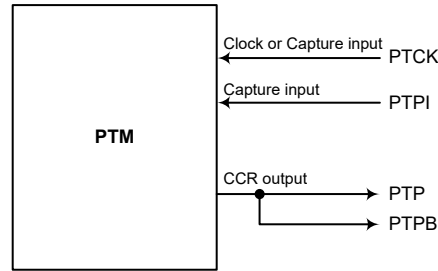 Clock or Capture input
PTCK
Capture input
PTPI
PTM
CCR output
PTP
PTPB